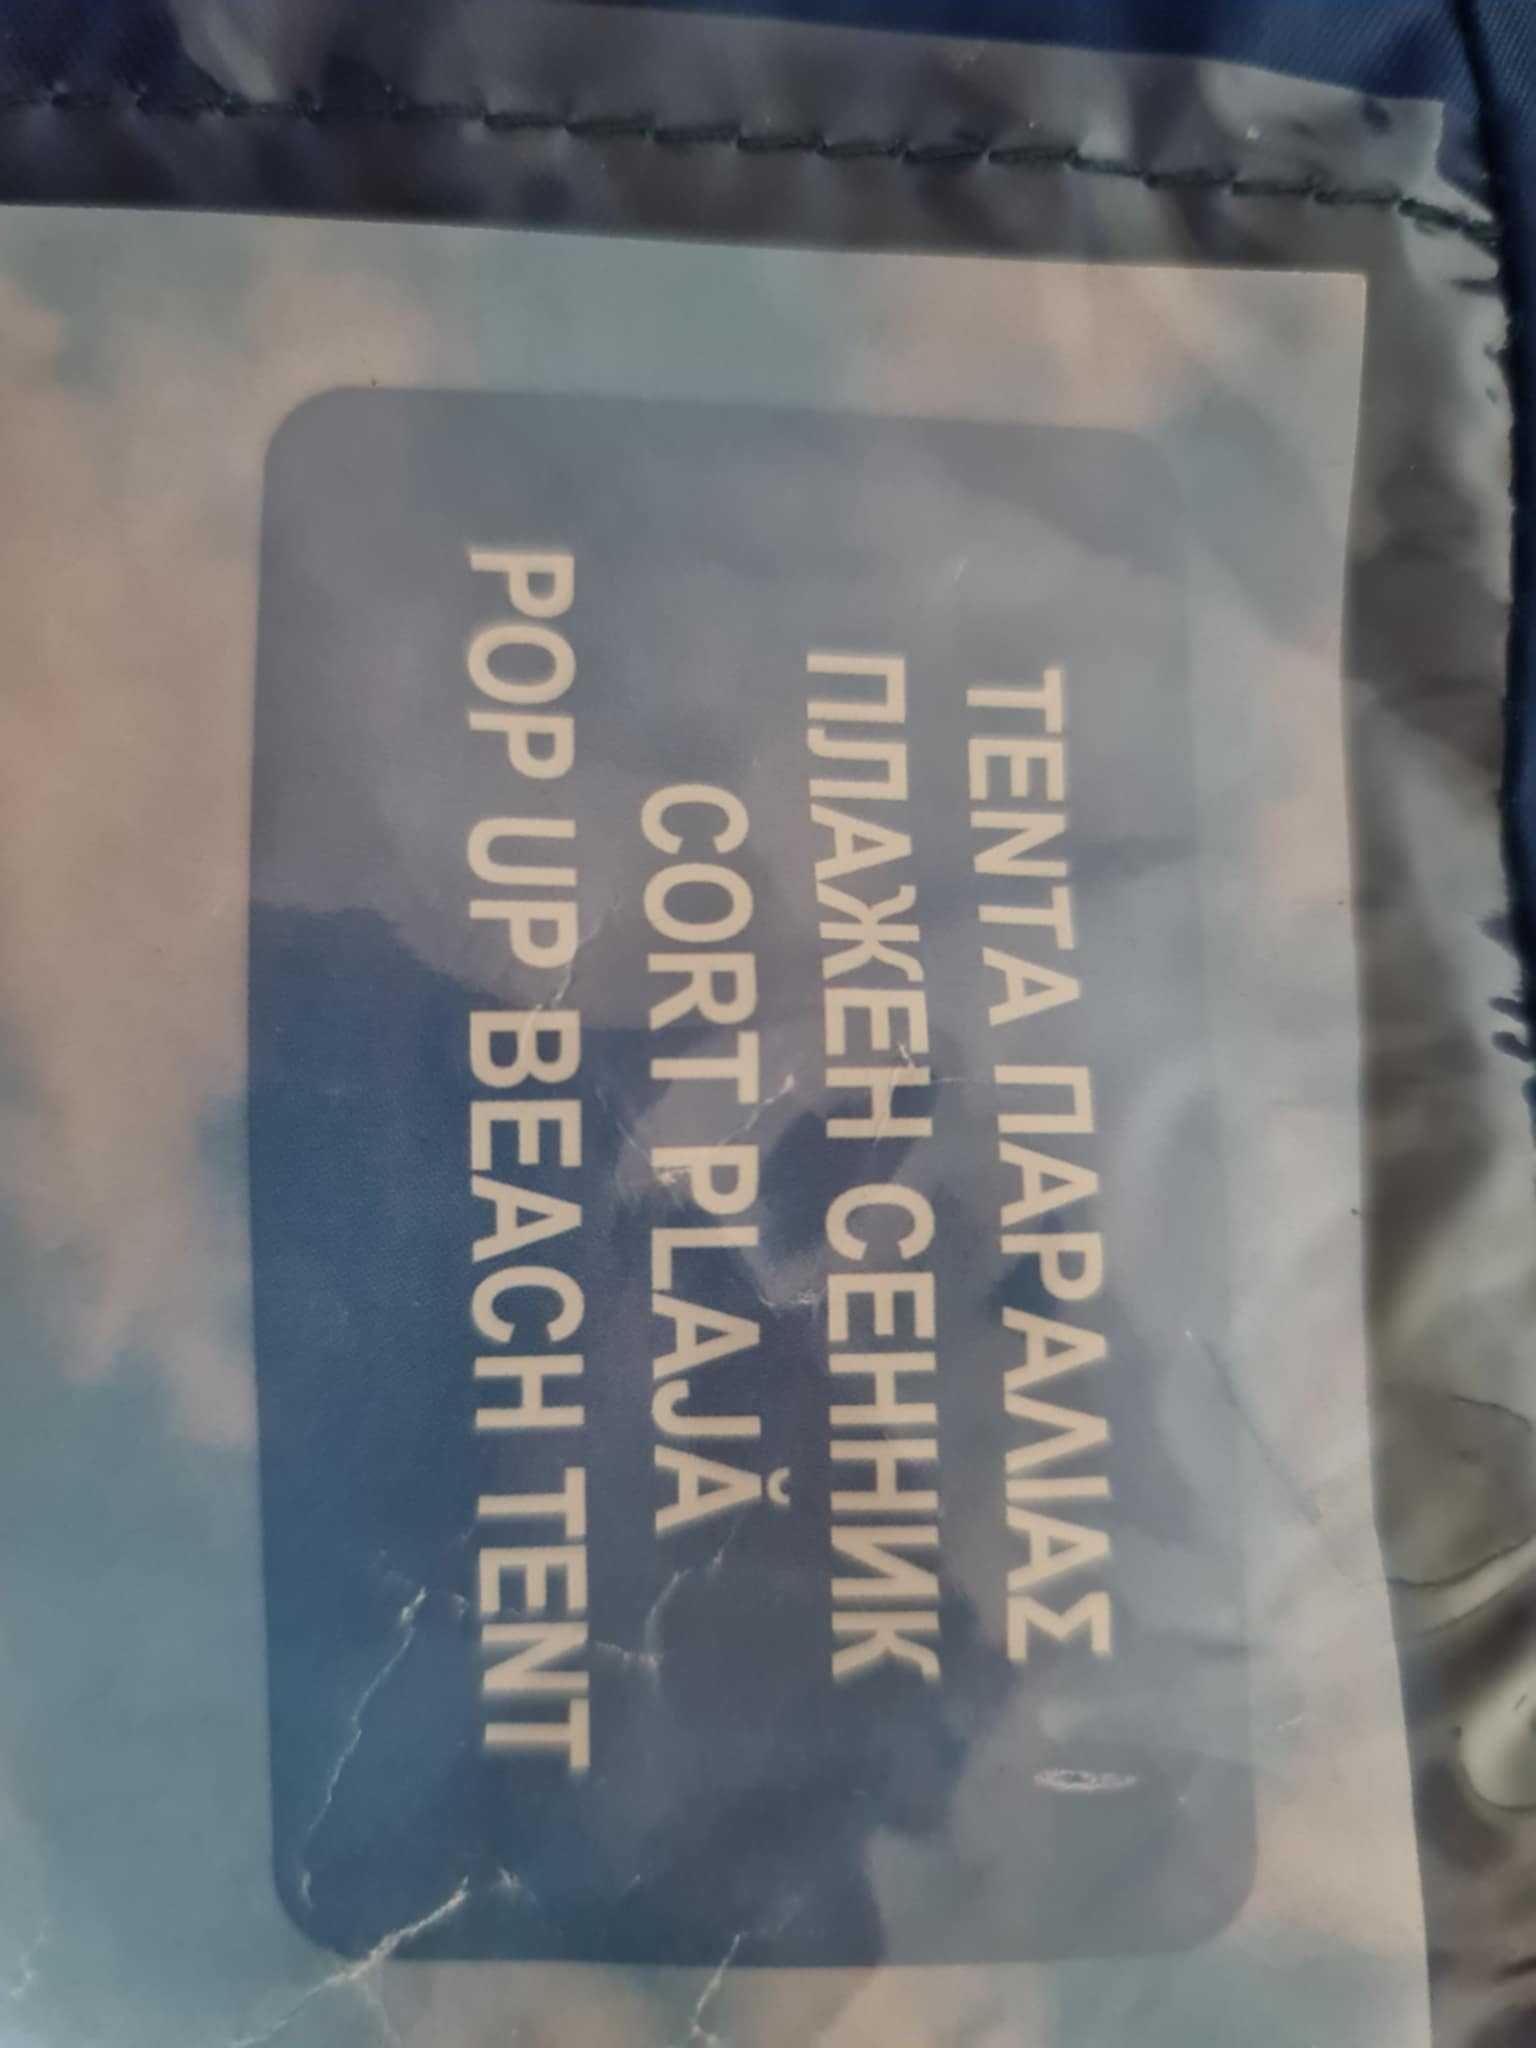 ΤΕΝΤΑ ΠΑΡΑΛΙΑΣ
ПЛАЖЕН СЕННИК
CORT PLAJĂ
POP UP BEACH TENT